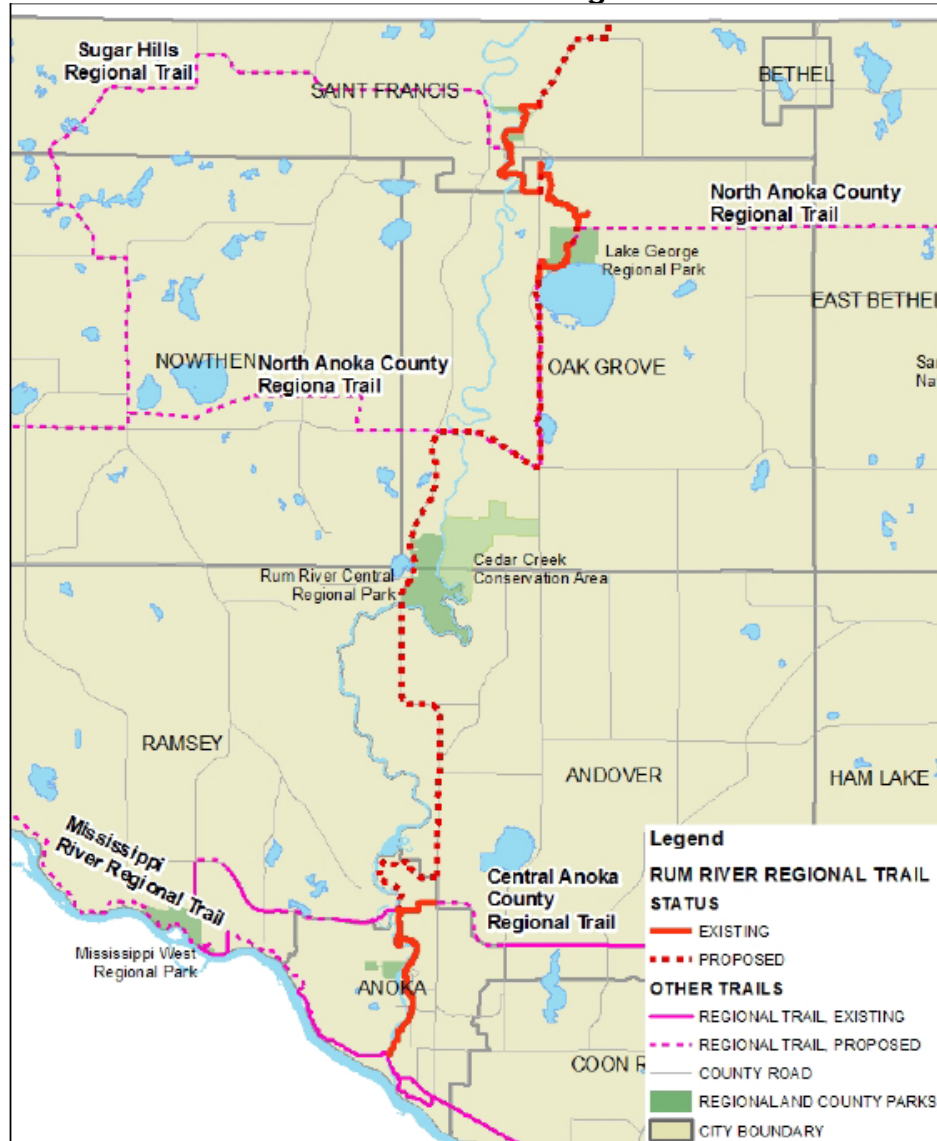 Sugar Hills
Regional Trail
SAINT FRANCIS
BETHEL
North Anoka County
Regional Trail
Lake George
Regional Park
EAST BETHEL
NOWTHEN
North Anoka County
Regiona Trail
OAK GROVE
Rum River Central
Regional Park
Cedar Creek
Conservation Area
RAMSEY
ANDOVER
HAM LAKE
Mississippi
River Regional Trail
Central Anoka
County
Regional Trail
Mississippi West
Regional Park
ANOKA
COON R
Legend
RUM RIVER REGIONAL TRAIL
STATUS
EXISTING
PROPOSED
OTHER TRAILS
REGIONAL TRAIL, EXISTING
REGIONAL TRAIL, PROPOSED
COUNTY ROAD
REGIONALAND COUNTY PARKS
CITY BOUNDARY